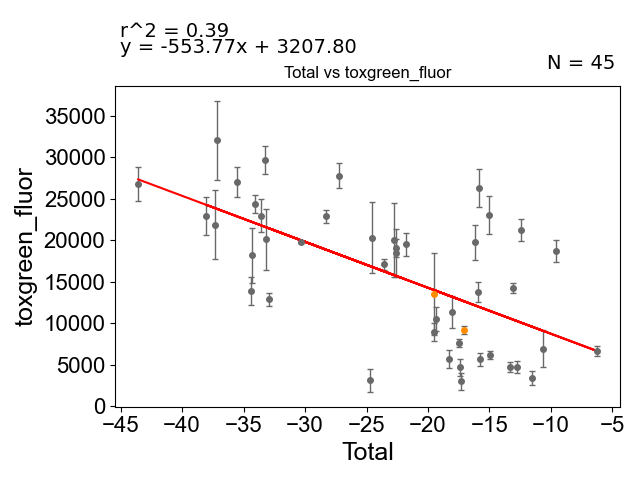 r^2 = 0.39
y = -553.77x + 3207.80
N = 45
Total vs toxgreen_fluor
35000
30000
25000
20000
15000
10000
5000
0
toxgreen_fluor
−45 −40 −35 −30 −25 −20 −15 −10 −5
Total